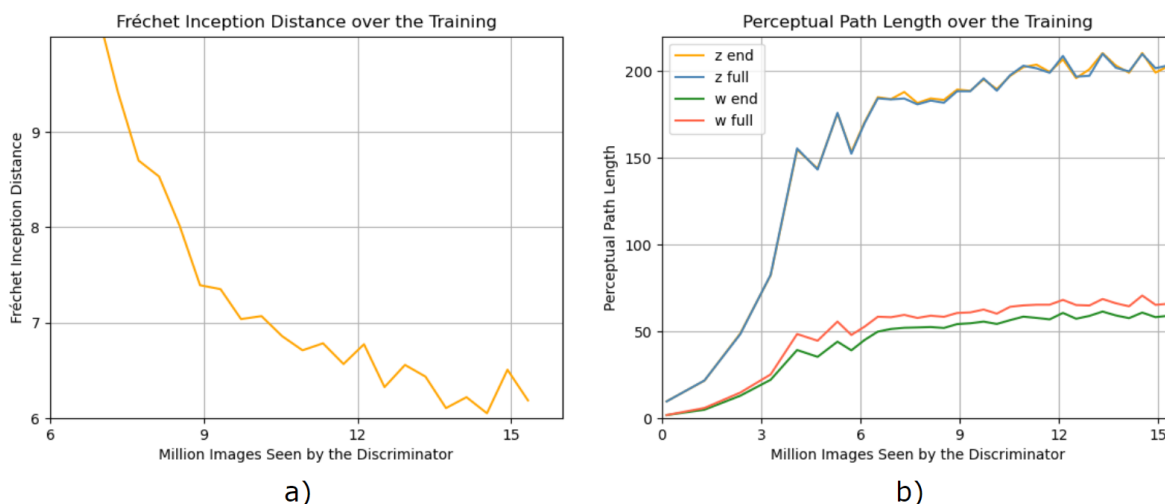 Fréchet Inception Distance over the Training
Fréchet Inception Distance
9
8
7
6
6 9 12 15
Million Images Seen by the Discriminator
a)
Perceptual Path Length over the Training
Perceptual Path Length
z end
z full
w end
w full
200
150
100
50
0
0 3 6 9 12 15
Million Images Seen by the Discriminator
b)